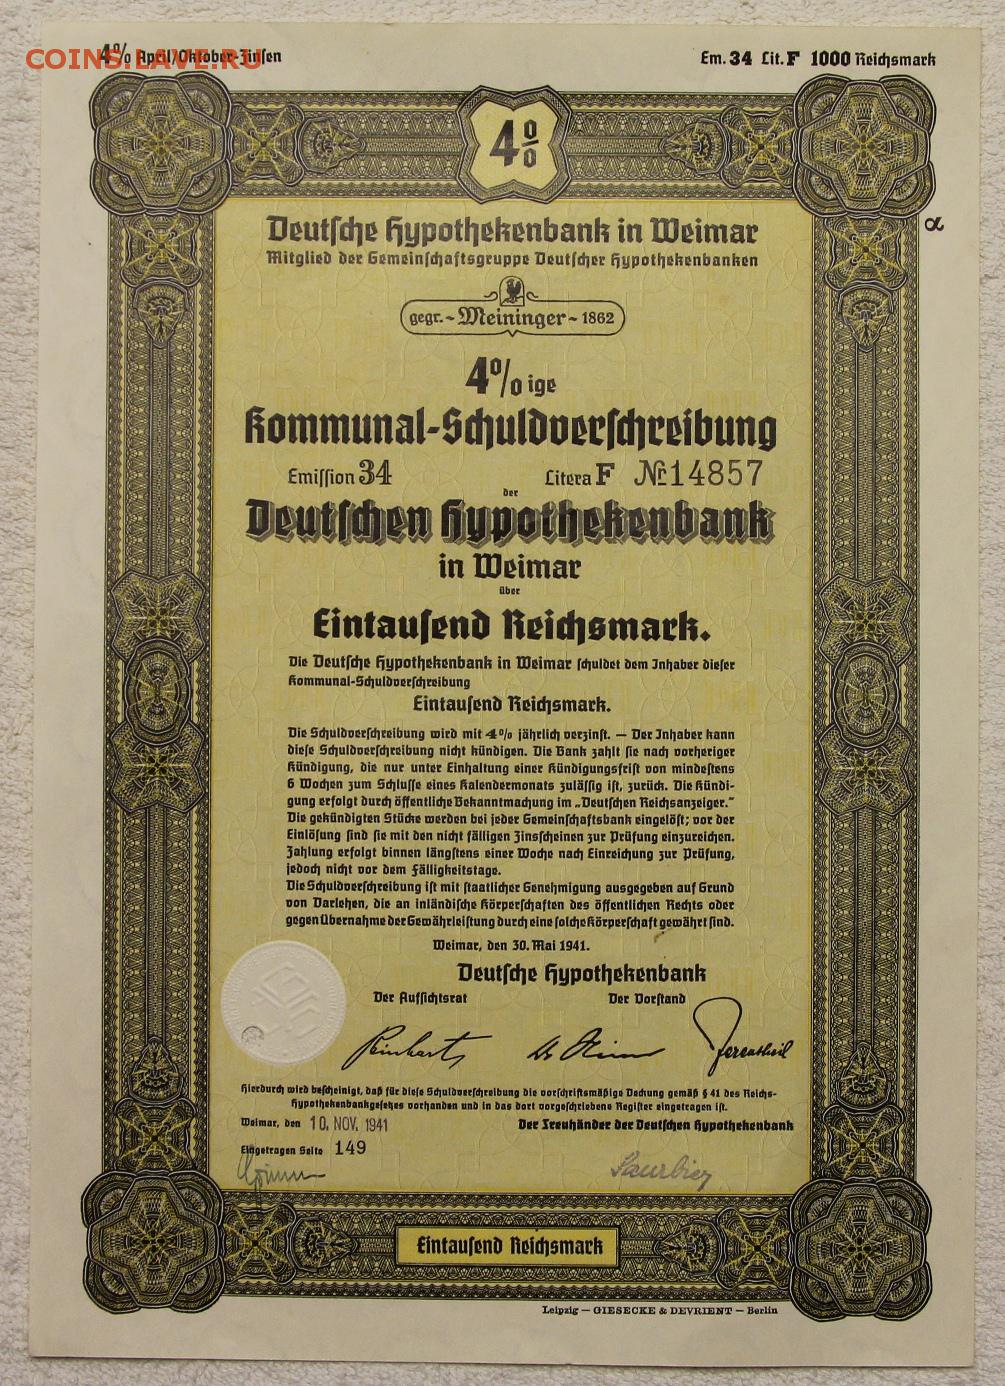 COINS.LAVE.RU
4% April/Oktober-Zinsen
Em. 34 Lit. F 1000 Reichsmark
4%
α
Deutsche Hypothekenbank in Weimar
Mitglied der Gemeinschaftsgruppe Deutscher Hypothekenbanken
gegr. ~ Meininger ~ 1862
4% ige
Kommunal-Schuldverschreibung
Emission 34 Litera F № 14857
der
Deutschen Hypothekenbank
in Weimar
über
Eintausend Reichsmark.
Die Deutsche Hypothekenbank in Weimar schuldet dem Inhaber dieser
Kommunal-Schuldverschreibung
Eintausend Reichsmark.
Die Schuldverschreibung wird mit 4% jährlich verzinst. — Der Inhaber kann
diese Schuldverschreibung nicht kündigen. Die Bank zahlt sie nach vorheriger
Kündigung, die nur unter Einhaltung einer Kündigungsfrist von mindestens
6 Wochen zum Schlusse eines Kalendermonats zulässig ist, zurück. Die Kündi-
gung erfolgt durch öffentliche Bekanntmachung im „Deutschen Reichsanzeiger."
Die gekündigten Stücke werden bei jeder Gemeinschaftsbank eingelöst; vor der
Einlösung sind sie mit den nicht fälligen Zinsscheinen zur Prüfung einzureichen.
Zahlung erfolgt binnen längstens einer Woche nach Einreichung zur Prüfung,
jedoch nicht vor dem Fälligkeitstage.
Die Schuldverschreibung ist mit staatlicher Genehmigung ausgegeben auf Grund
von Darlehen, die an inländische Körperschaften des öffentlichen Rechts oder
gegen Übernahme der Gewährleistung durch eine solche Körperschaft gewährt sind.
Weimar, den 30. Mai 1941.
Deutsche Hypothekenbank
Der Aufsichtsrat Der Vorstand
Hierdurch wird bescheinigt, daß für diese Schuldverschreibung die vorschriftsmäßige Deckung gemäß § 41 des Reichs-
Hypothekenbankgesetzes vorhanden und in das dort vorgeschriebene Register eingetragen ist.
Weimar, den 10. NOV. 1941 Der Treuhänder der Deutschen Hypothekenbank
Eingetragen Seite 149
Saurbier
Eintausend Reichsmark
Leipzig — GIESECKE & DEVRIENT — Berlin